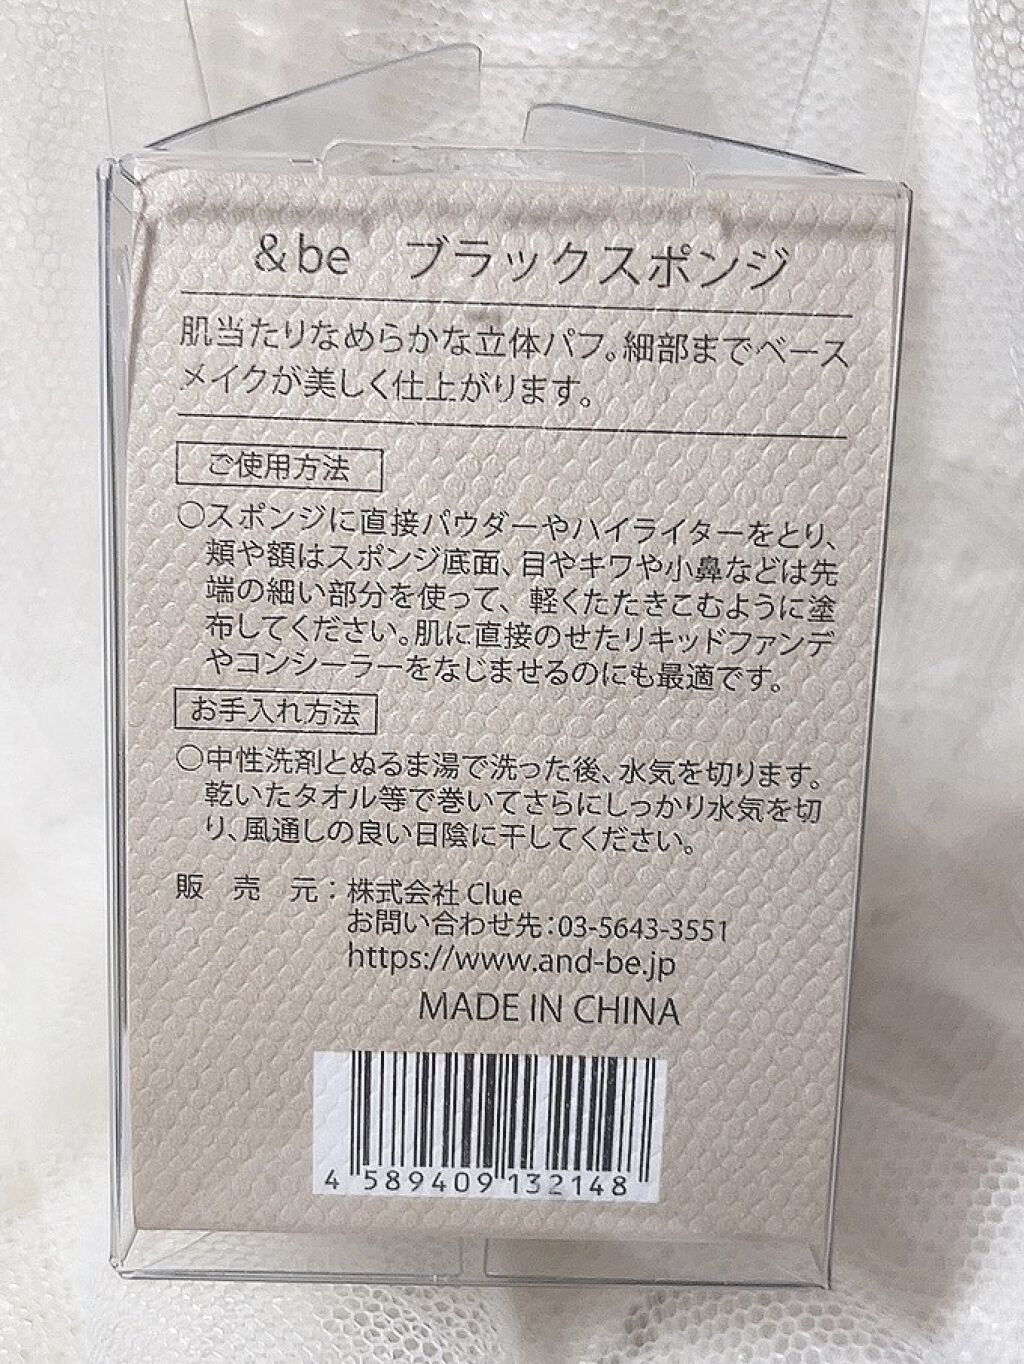 &be ブラックスポンジ
肌当たりなめらかな立体パフ。細部までベース
メイクが美しく仕上がります。
ご使用方法
○スポンジに直接パウダーやハイライターをとり、
頬や額はスポンジ底面、目やキワや小鼻などは先
端の細い部分を使って、軽くたたきこむように塗
布してください。肌に直接のせたリキッドファンデ
やコンシーラーをなじませるのにも最適です。
お手入れ方法
○中性洗剤とぬるま湯で洗った後、水気を切ります。
乾いたタオル等で巻いてさらにしっかり水気を切
り、風通しの良い日陰に干してください。
販 売 元：株式会社 Clue
お問い合わせ先：03-5643-3551
https://www.and-be.jp
MADE IN CHINA
4 589409 132148